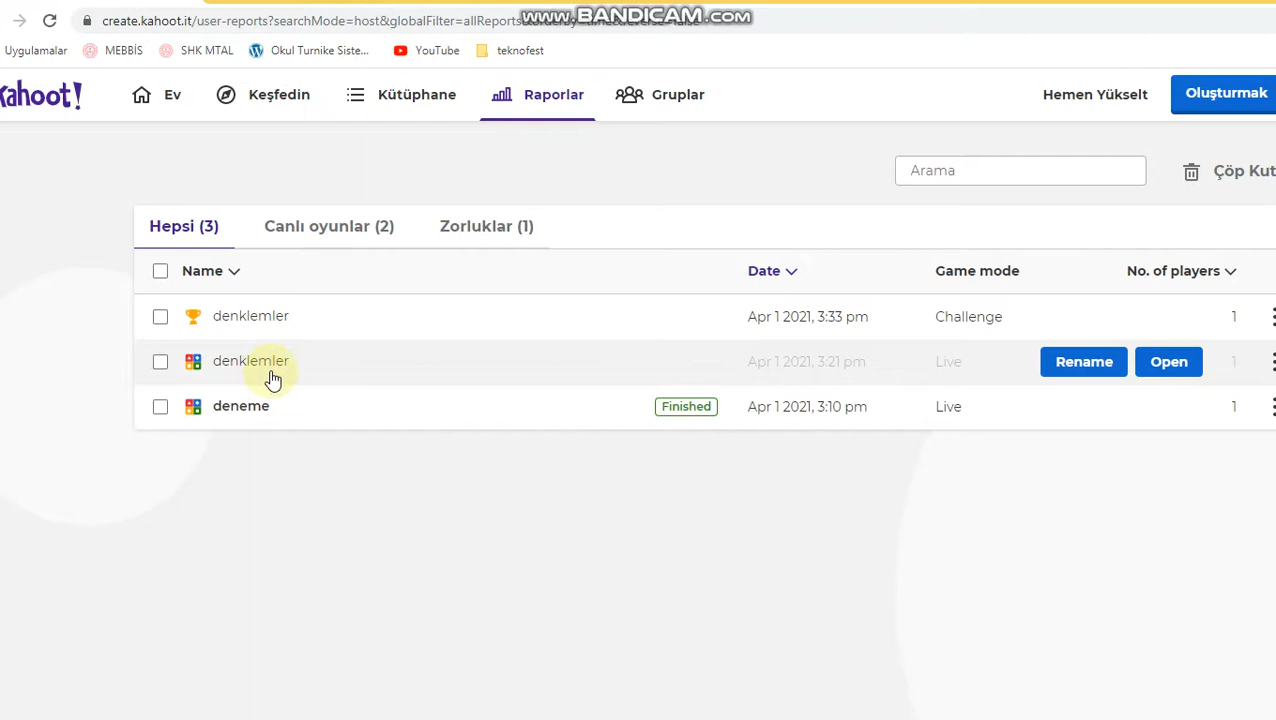 www.BANDICAM.com
create.kahoot.it/user-reports?searchMode=host&globalFilter=allReports
Uygulamalar MEBBİS SHK MTAL Okul Turnike Siste... YouTube teknofest
Kahoot! Ev Keşfedin Kütüphane Raporlar Gruplar Hemen Yükselt Oluşturmak
Arama Çöp Kut
Hepsi (3) Canlı oyunlar (2) Zorluklar (1)
Name Date Game mode No. of players
denklemler Apr 1 2021, 3:33 pm Challenge 1
denklemler Apr 1 2021, 3:21 pm Live Rename Open 1
deneme Finished Apr 1 2021, 3:10 pm Live 1